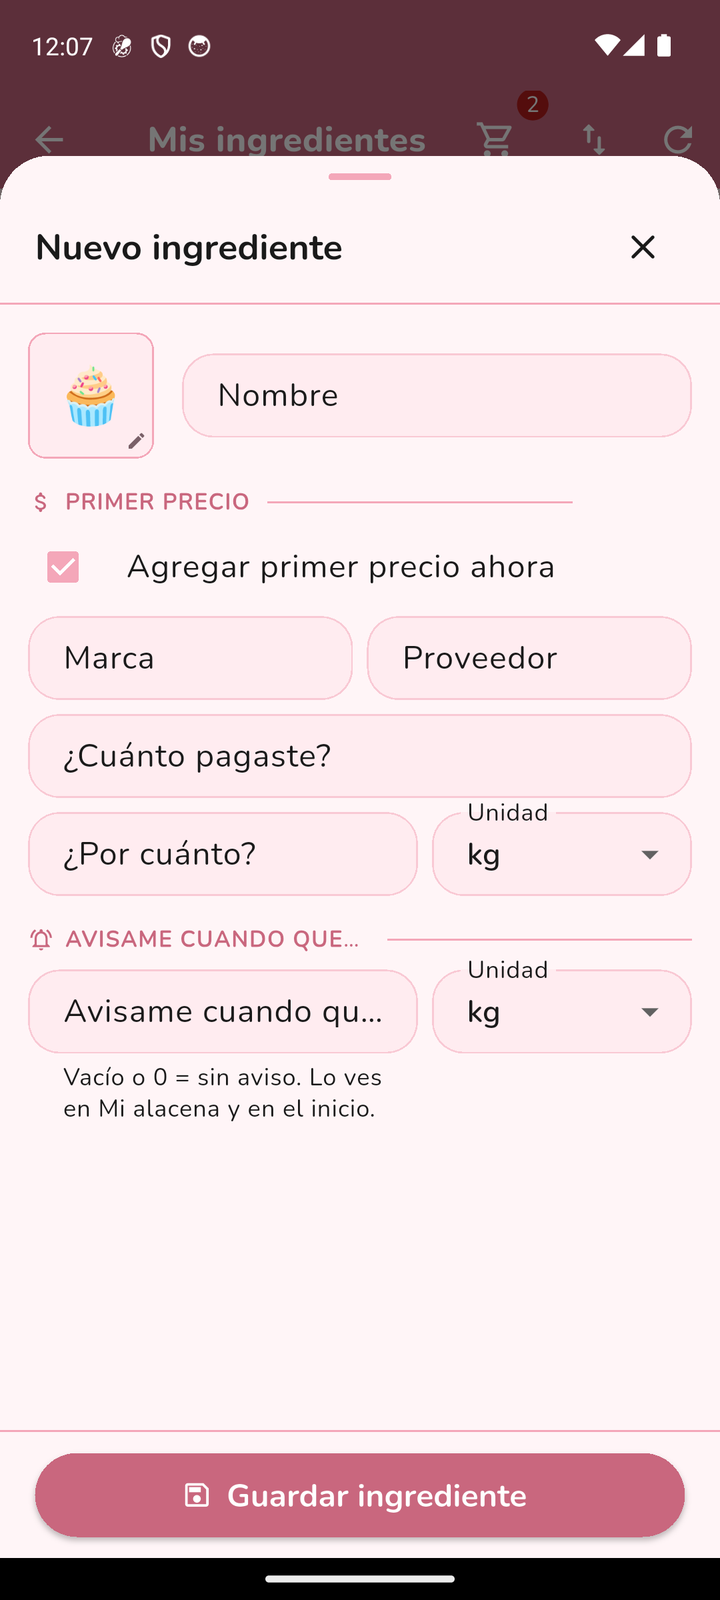 12:07
2
Mis ingredientes
Nuevo ingrediente
Nombre
$ PRIMER PRECIO
Agregar primer precio ahora
Marca
Proveedor
¿Cuánto pagaste?
¿Por cuánto?
Unidad
kg
AVISAME CUANDO QUE...
Avisame cuando qu...
Unidad
kg
Vacío o 0 = sin aviso. Lo ves
en Mi alacena y en el inicio.
Guardar ingrediente